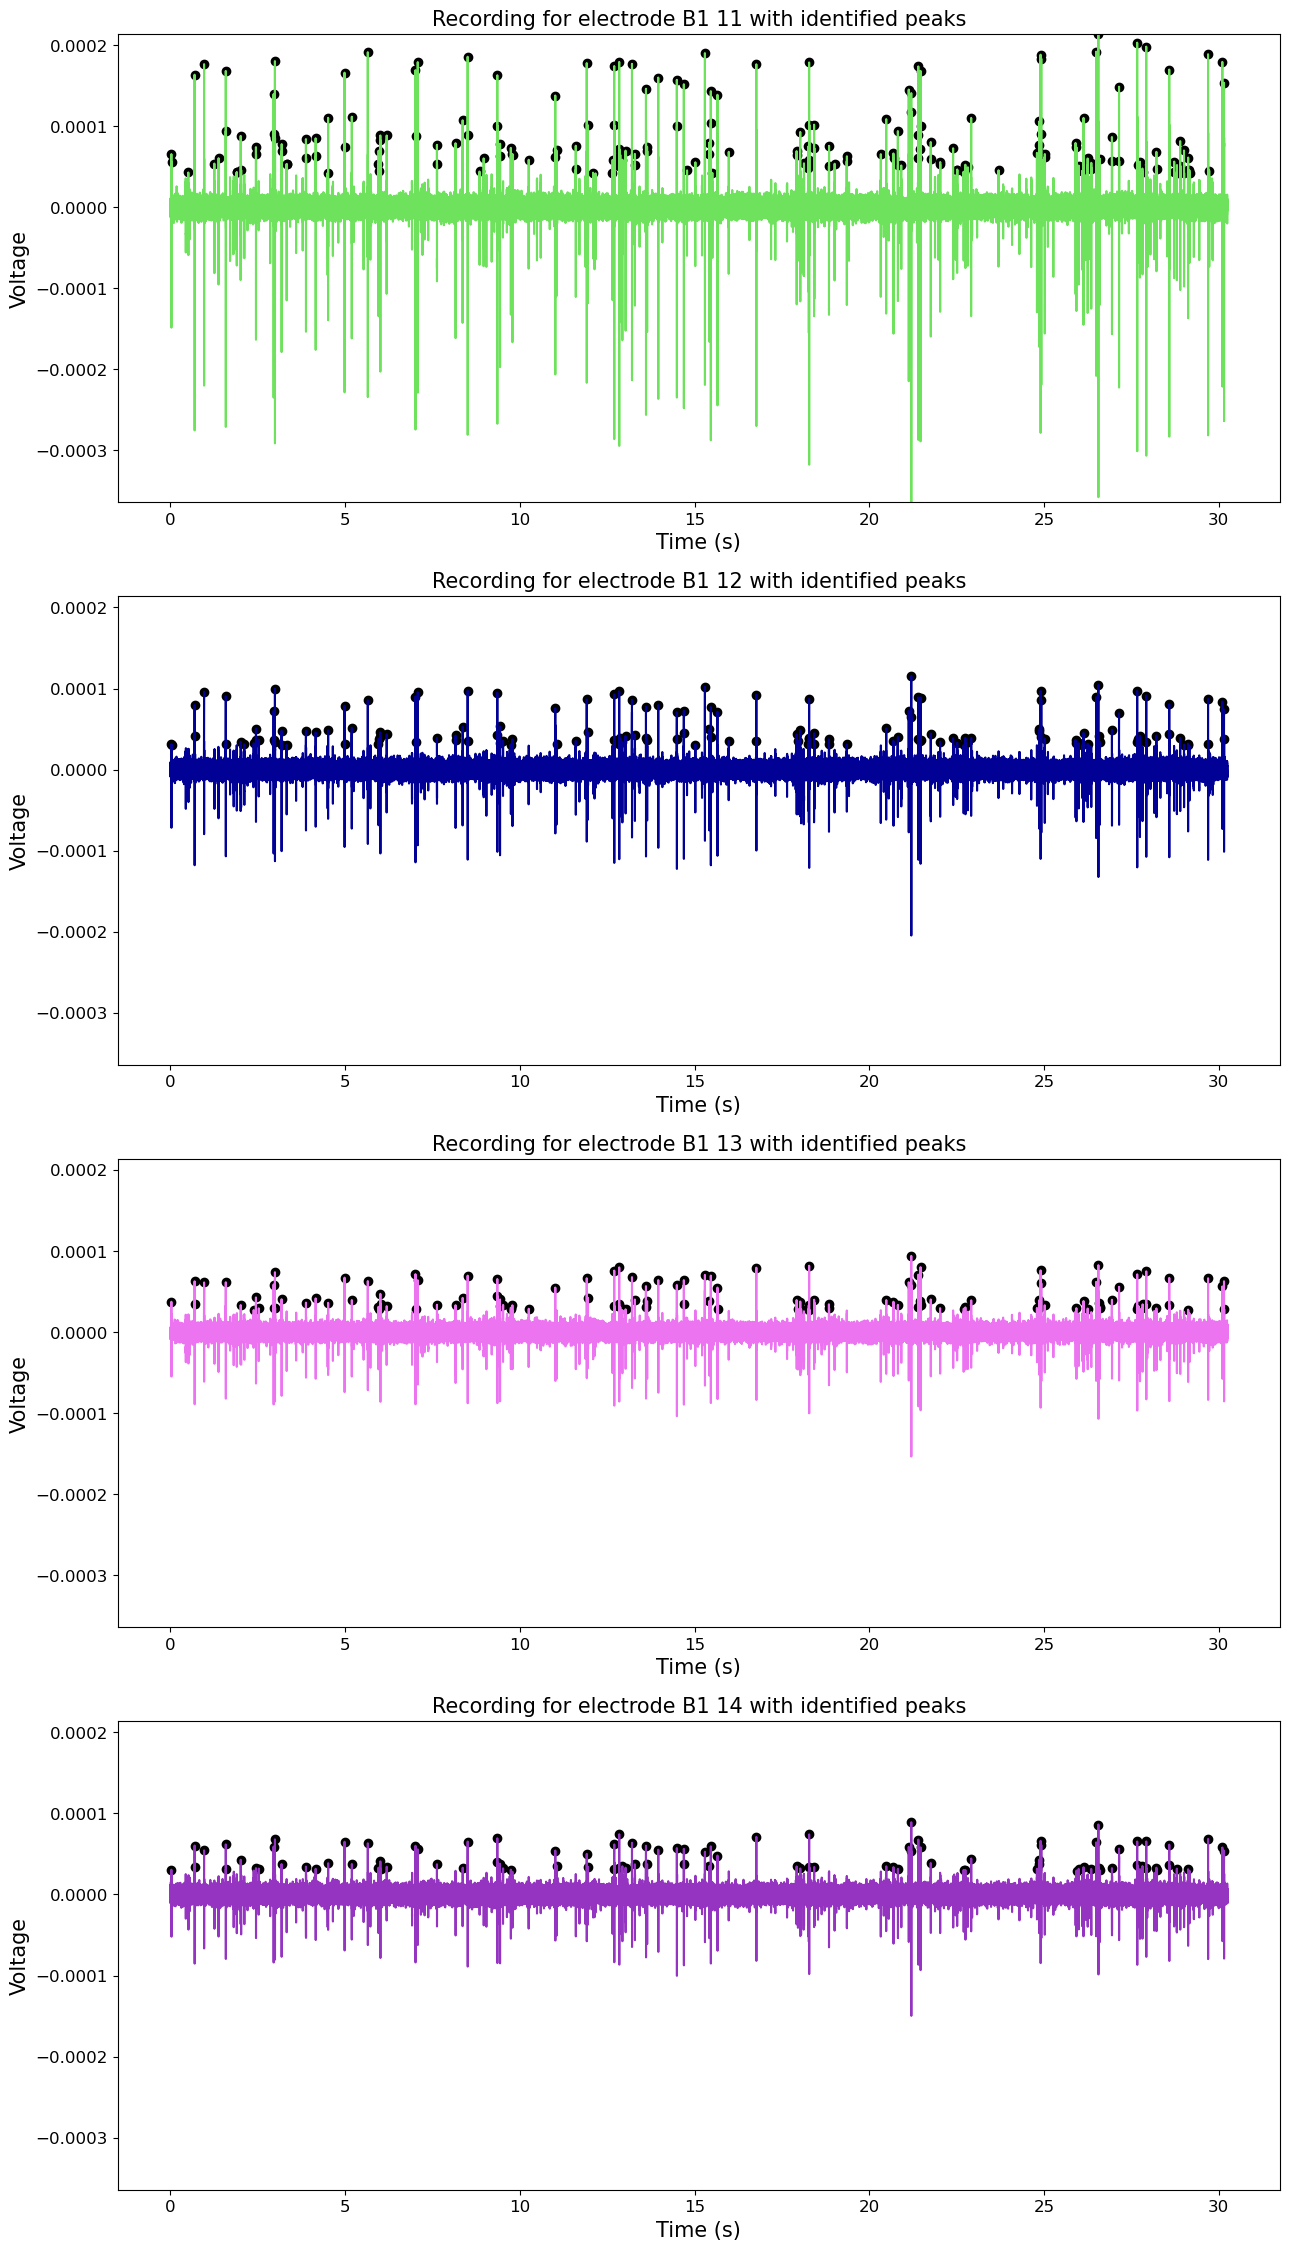 Recording for electrode B1 11 with identified peaks
0.0002
0.0001
0.0000
−0.0001
−0.0002
−0.0003
Voltage
0 5 10 15 20 25 30
Time (s)
Recording for electrode B1 12 with identified peaks
0.0002
0.0001
0.0000
−0.0001
−0.0002
−0.0003
Voltage
0 5 10 15 20 25 30
Time (s)
Recording for electrode B1 13 with identified peaks
0.0002
0.0001
0.0000
−0.0001
−0.0002
−0.0003
Voltage
0 5 10 15 20 25 30
Time (s)
Recording for electrode B1 14 with identified peaks
0.0002
0.0001
0.0000
−0.0001
−0.0002
−0.0003
Voltage
0 5 10 15 20 25 30
Time (s)